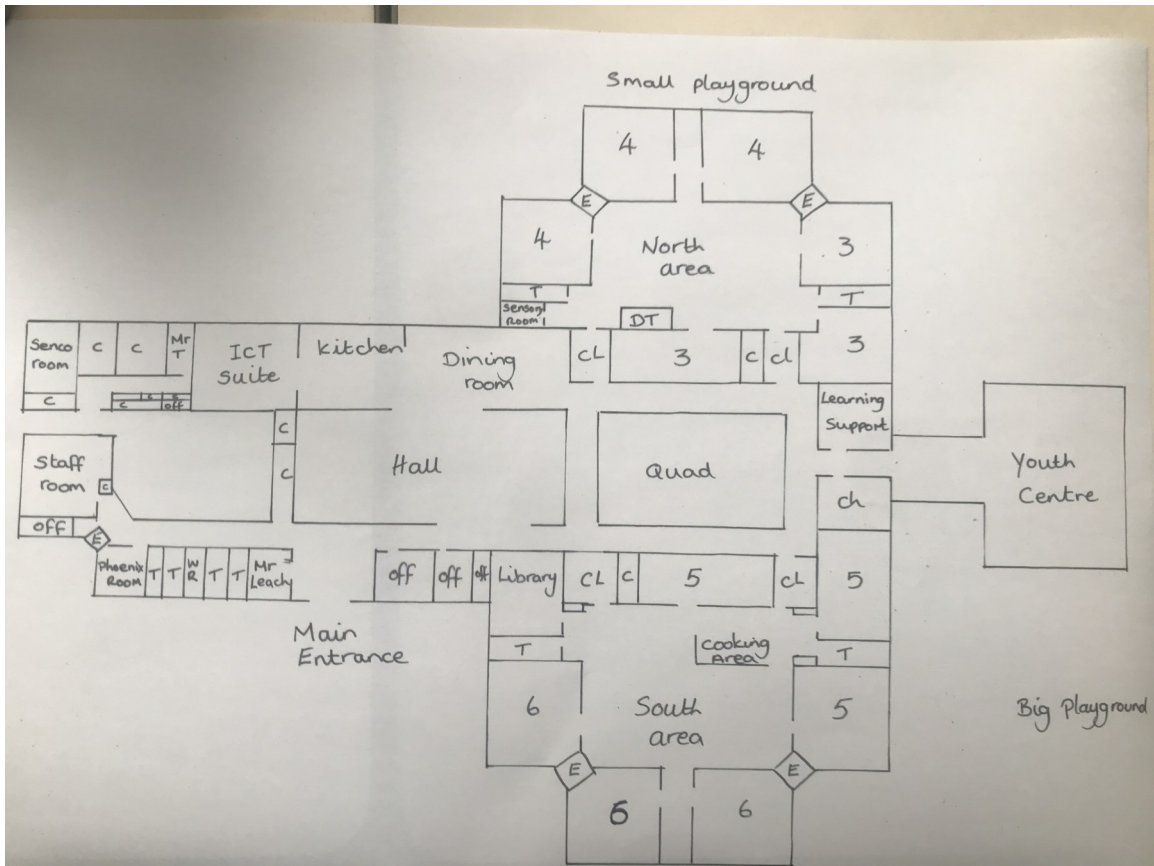 Small playground
4
4
E
E
4
North
area
3
T
T
Sensory
Room
DT
Senco
room
C
C
Mr
T
ICT
Suite
Kitchen
Dining
room
CL
3
C
cl
3
C
C
C
C
off
Learning
Support
C
C
Hall
Quad
Youth
Centre
Staff
room
C
ch
off
E
Phoenix
Room
T
T
WR
T
T
Mr
Leach
off
off
off
Library
CL
C
5
CL
5
Main
Entrance
T
Cooking
Area
T
6
South
area
5
Big Playground
E
E
6